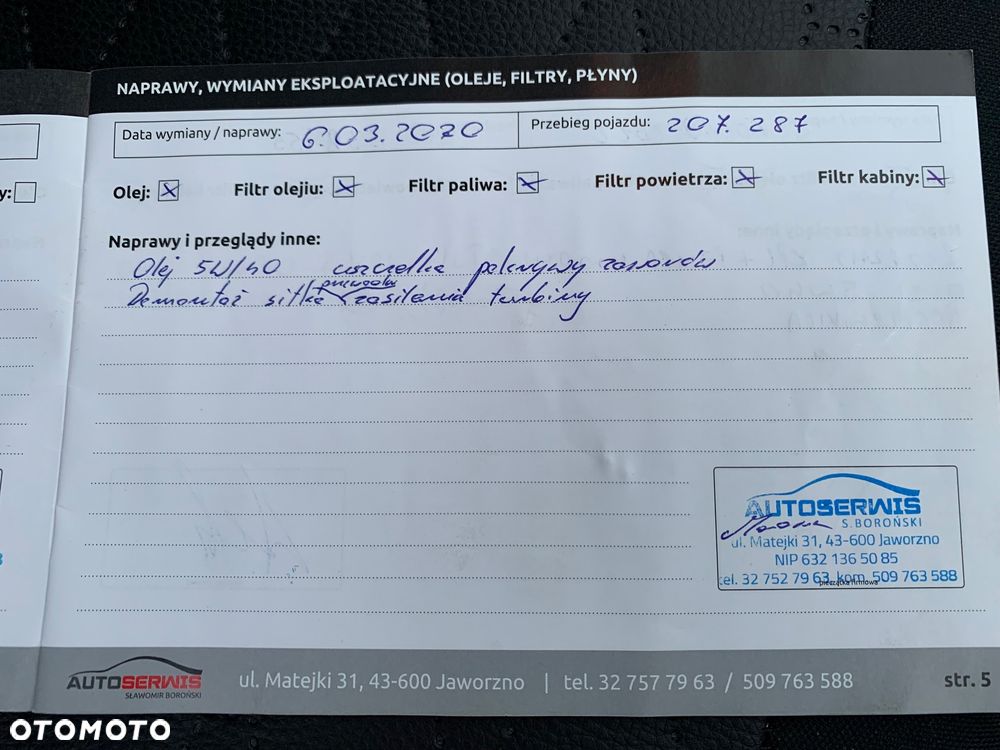 NAPRAWY, WYMIANY EKSPLOATACYJNE (OLEJE, FILTRY, PŁYNY)
Data wymiany / naprawy: 6.03.2020 Przebieg pojazdu: 207.287
y:
Olej: x Filtr olejiu: x Filtr paliwa: x Filtr powietrza: x Filtr kabiny: x
Naprawy i przeglądy inne:
Olej 5W/40 uszczelka pokrywy zaworów
przewodu
Demontaż sitka zasilania turbiny
AUTOSERWIS
S. BOROŃSKI
ul. Matejki 31, 43-600 Jaworzno
NIP 632 136 50 85
tel. 32 752 79 63, kom. 509 763 588
pieczątka firmowa
AUTOSERWIS
SŁAWOMIR BOROŃSKI
ul. Matejki 31, 43-600 Jaworzno | tel. 32 757 79 63 / 509 763 588
str. 5
OTOMOTO